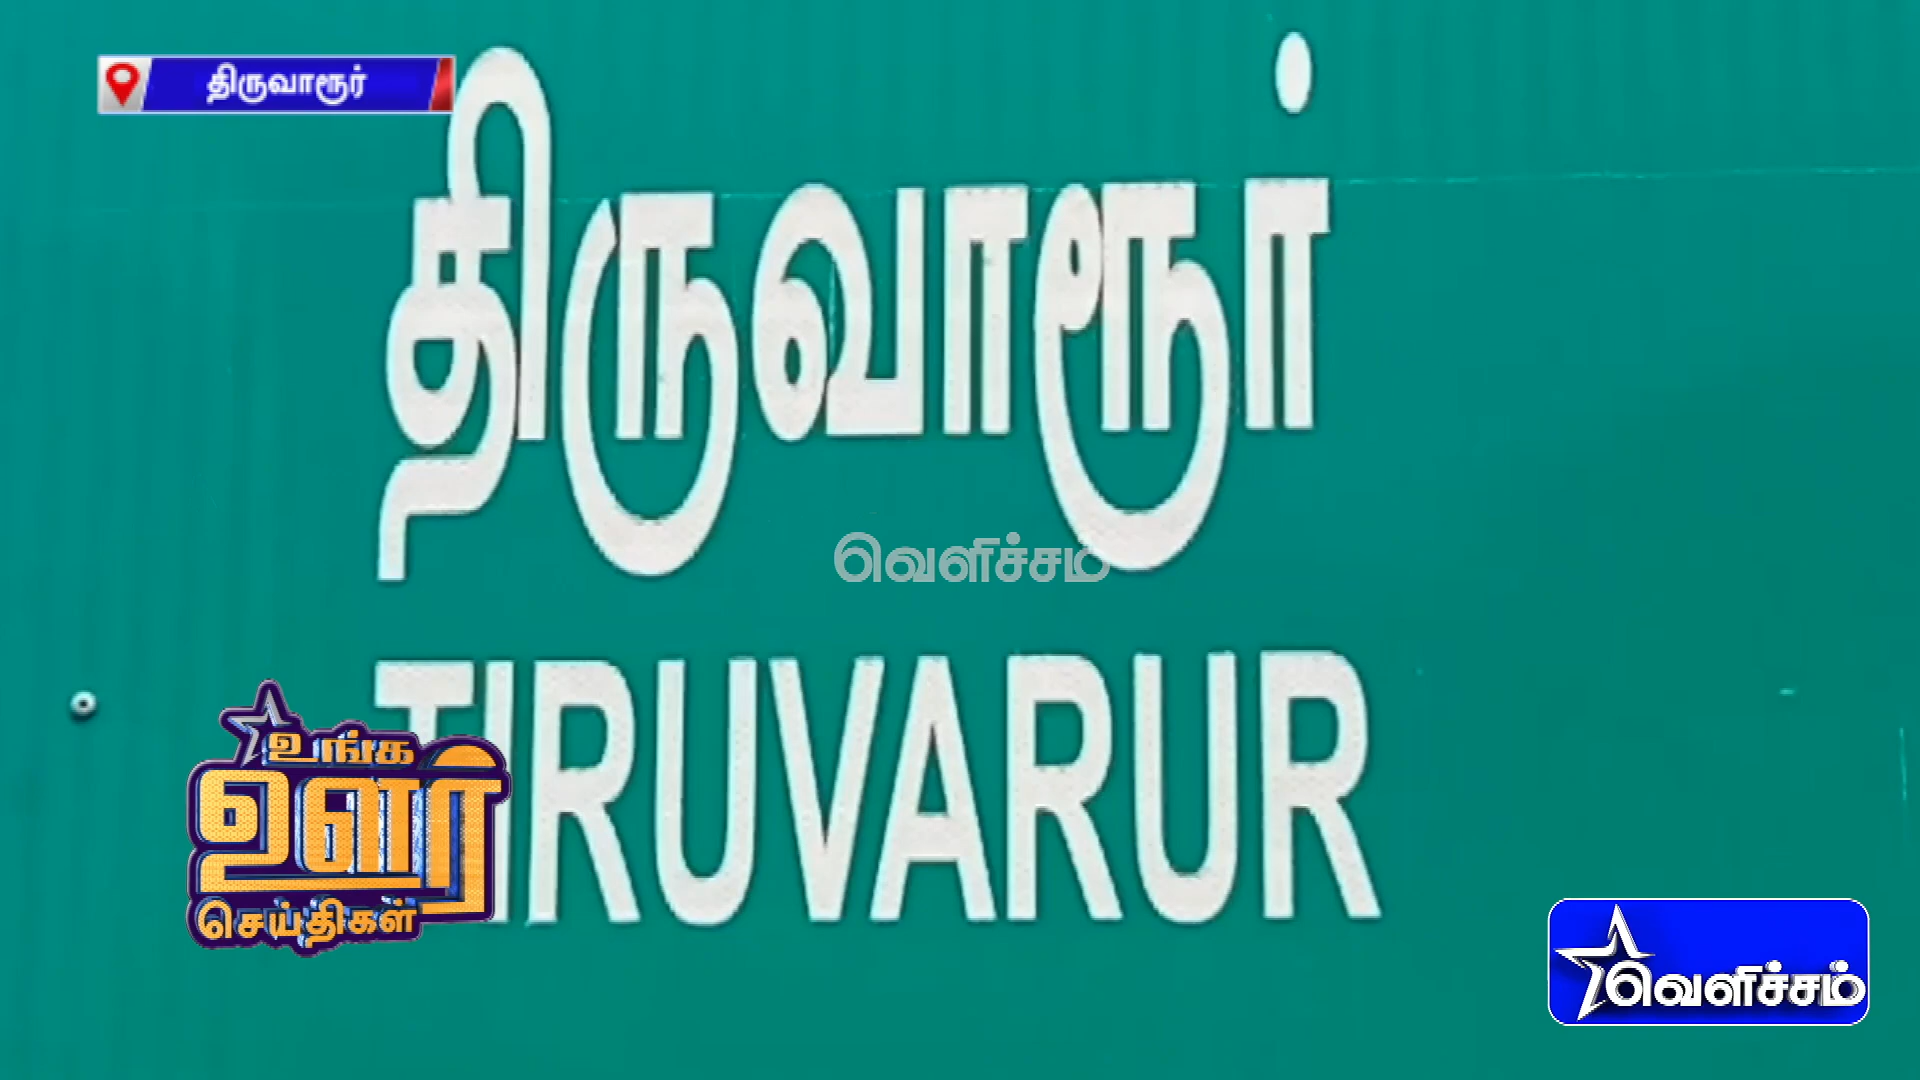 திருவாரூர்
திருவாரூர்
வெளிச்சம்
TIRUVARUR
உங்க
ஊர்
செய்திகள்
வெளிச்சம்